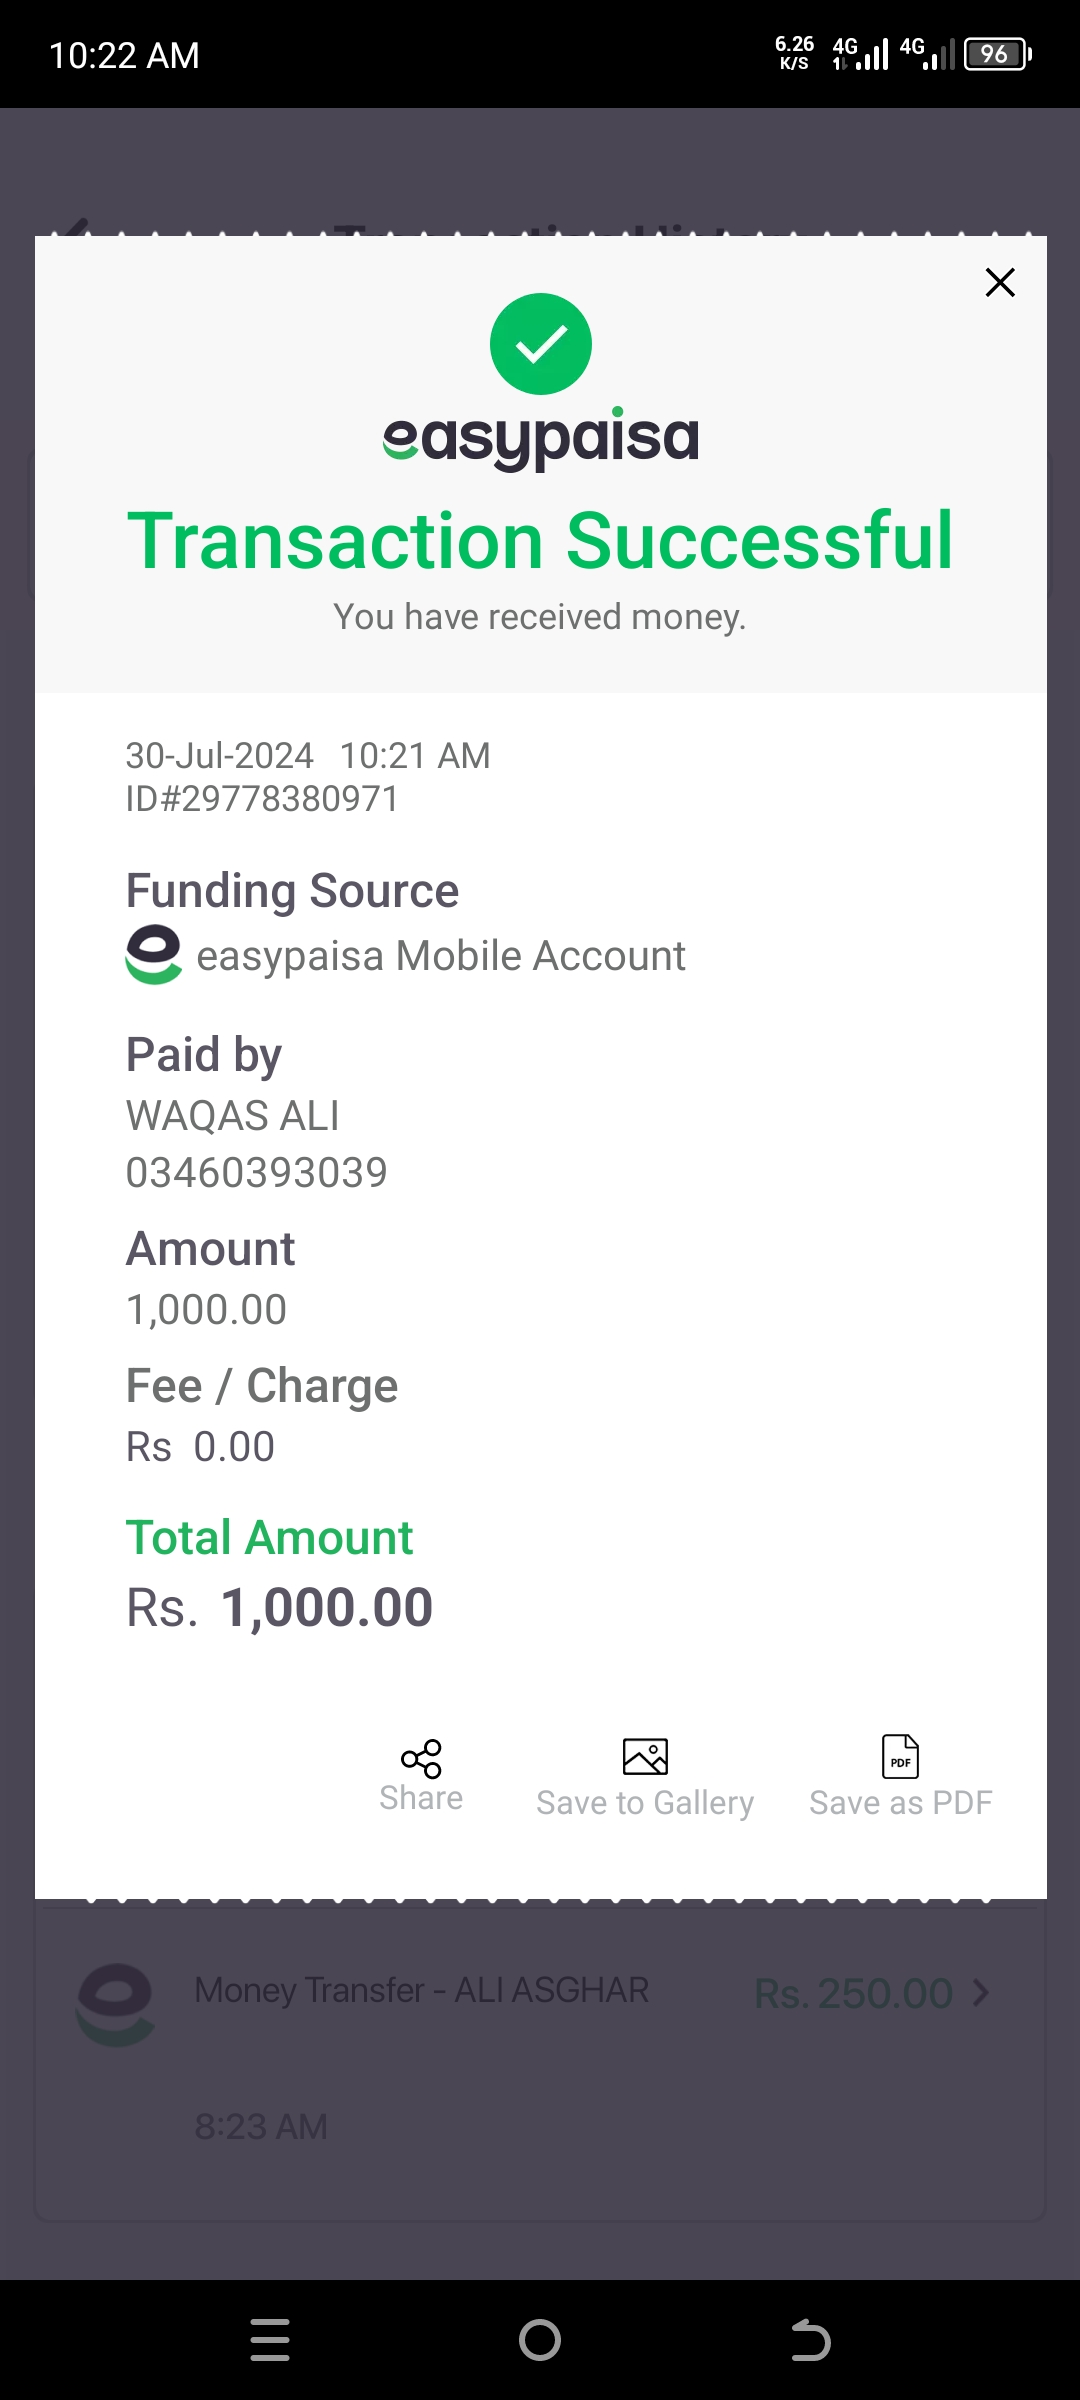 10:22 AM
6.26 K/S 4G 4G 96
Transaction History
easypaisa
Transaction Successful
You have received money.
30-Jul-2024 10:21 AM
ID#29778380971
Funding Source
easypaisa Mobile Account
Paid by
WAQAS ALI
03460393039
Amount
1,000.00
Fee / Charge
Rs 0.00
Total Amount
Rs. 1,000.00
PDF
Share Save to Gallery Save as PDF
Money Transfer - ALI ASGHAR Rs. 250.00
8:23 AM